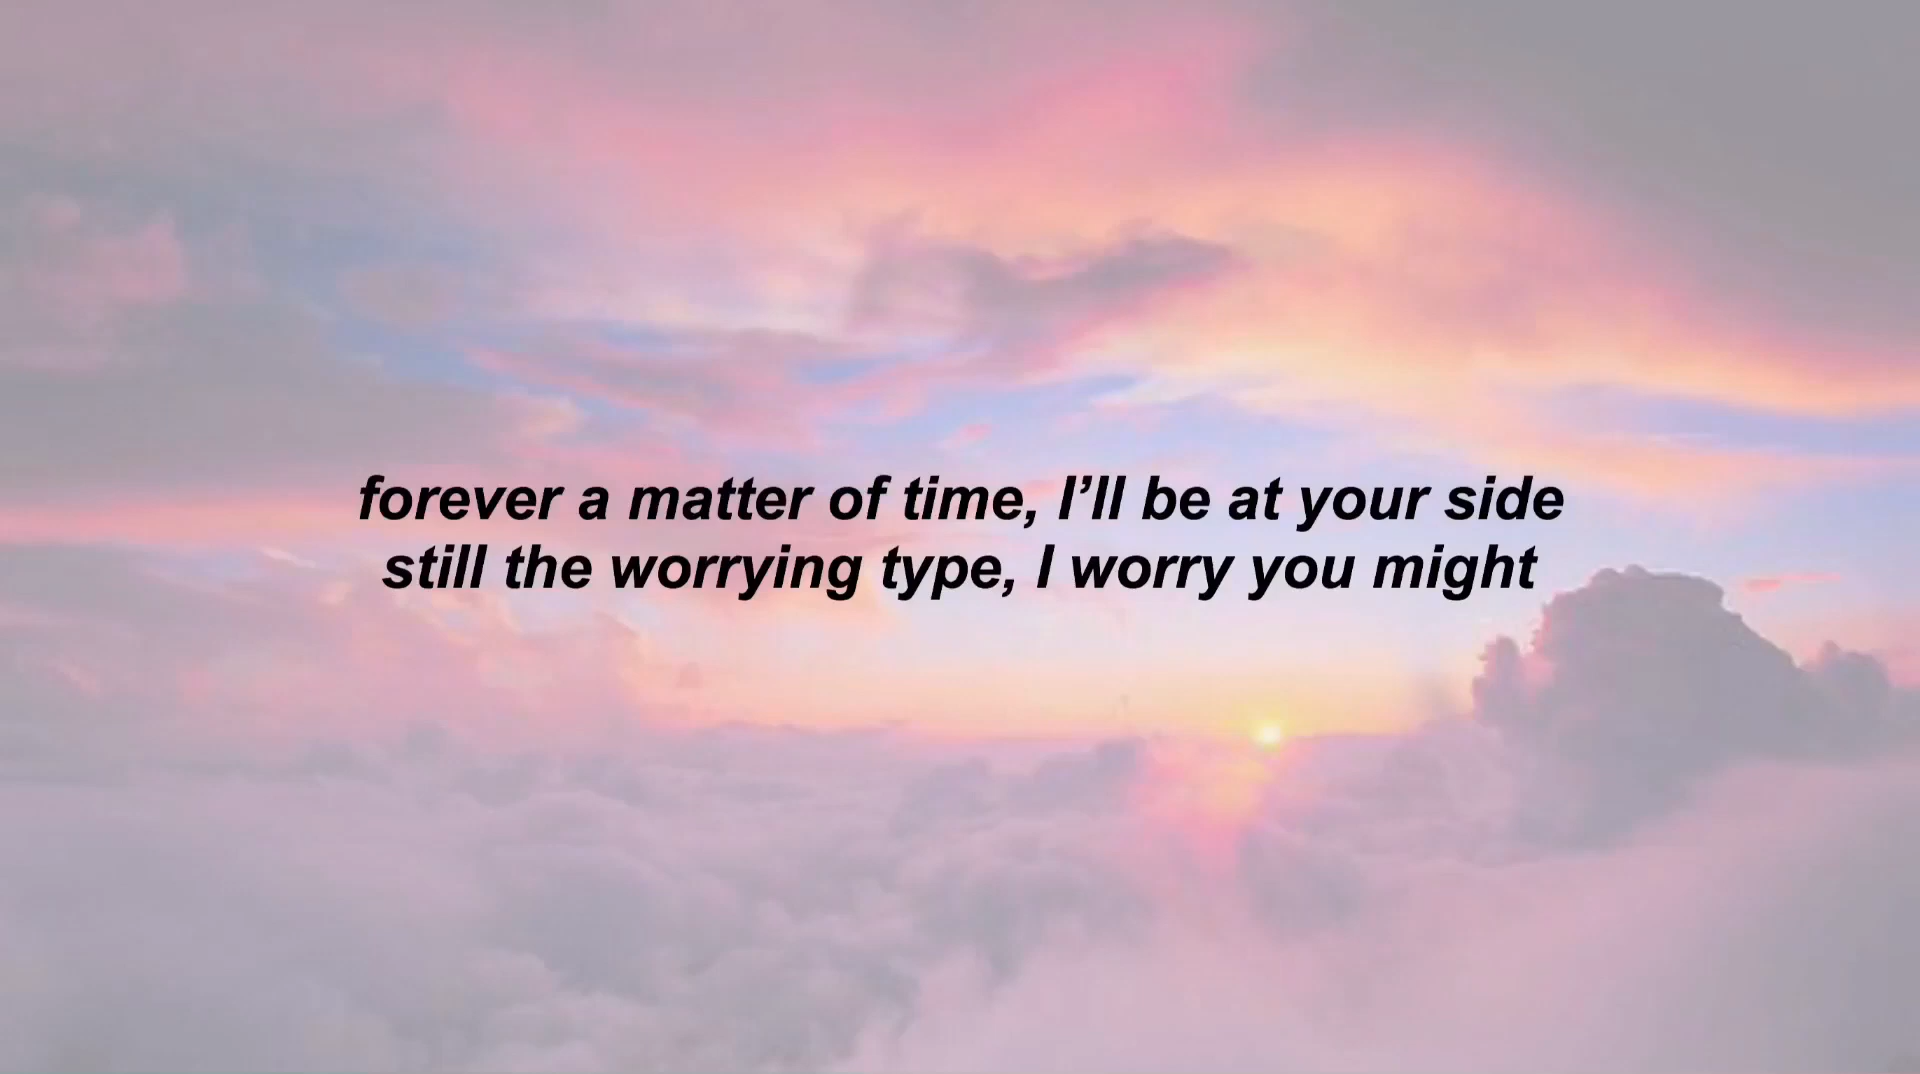 forever a matter of time, I’ll be at your side
still the worrying type, I worry you might